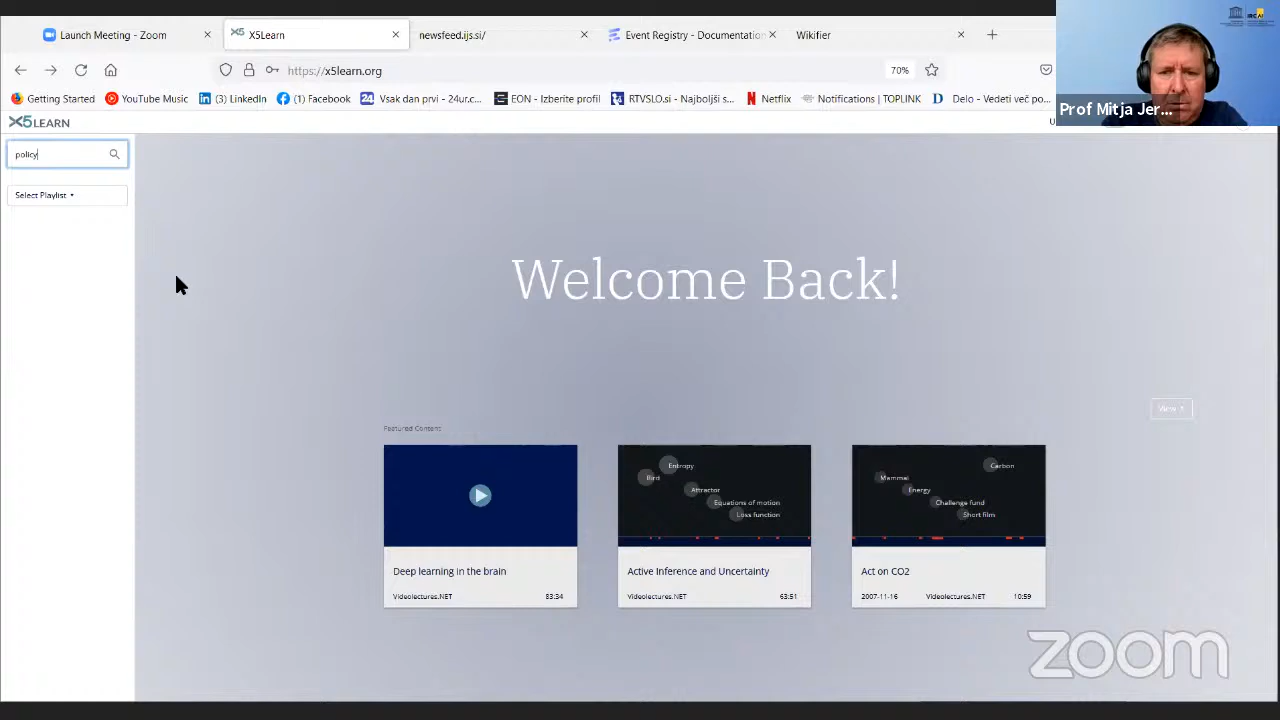 Launch Meeting - Zoom
X5Learn
newsfeed.ijs.si/
Event Registry - Documentation
Wikifier
https://x5learn.org
70%
Getting Started
YouTube Music
(3) LinkedIn
(1) Facebook
24
Vsak dan prvi - 24ur.c...
EON - Izberite profil
RTVSLO.si - Najboljši s...
Netflix
Notifications | TOPLINK
D
Delo - Vedeti več po...
IRCAI
Prof Mitja Jer...
X5LEARN
U
policy
Select Playlist
Welcome Back!
View
Featured Content
Entropy
Bird
Attractor
Equations of motion
Loss function
Carbon
Mammal
Energy
Challenge fund
Short film
Deep learning in the brain
Videolectures.NET 83:34
Active Inference and Uncertainty
Videolectures.NET 63:51
Act on CO2
2007-11-16 Videolectures.NET 10:59
zoom